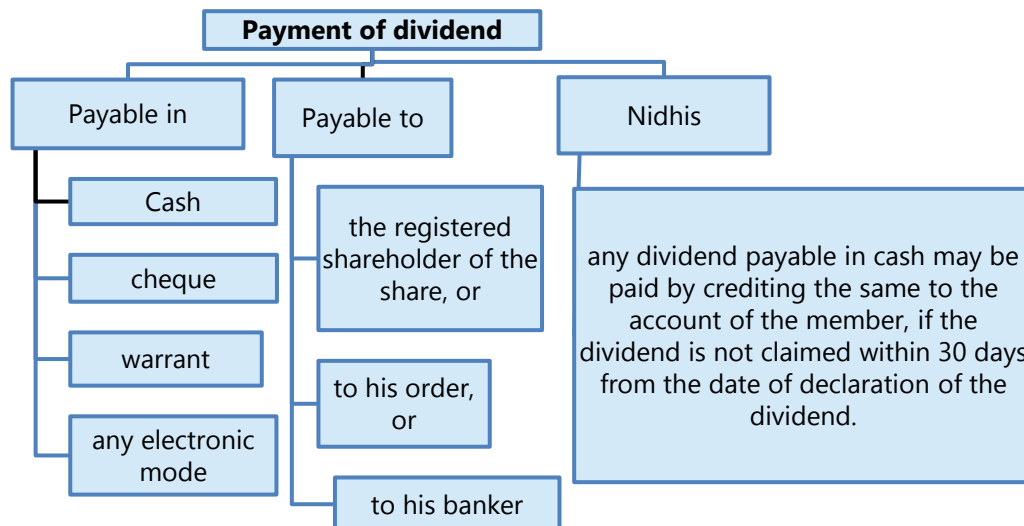 Payment of dividend
Payable in
Cash
cheque
warrant
any electronic
mode
Payable to
the registered
shareholder of the
share, or
to his order,
or
to his banker
Nidhis
any dividend payable in cash may be
paid by crediting the same to the
account of the member, if the
dividend is not claimed within 30 days
from the date of declaration of the
dividend.